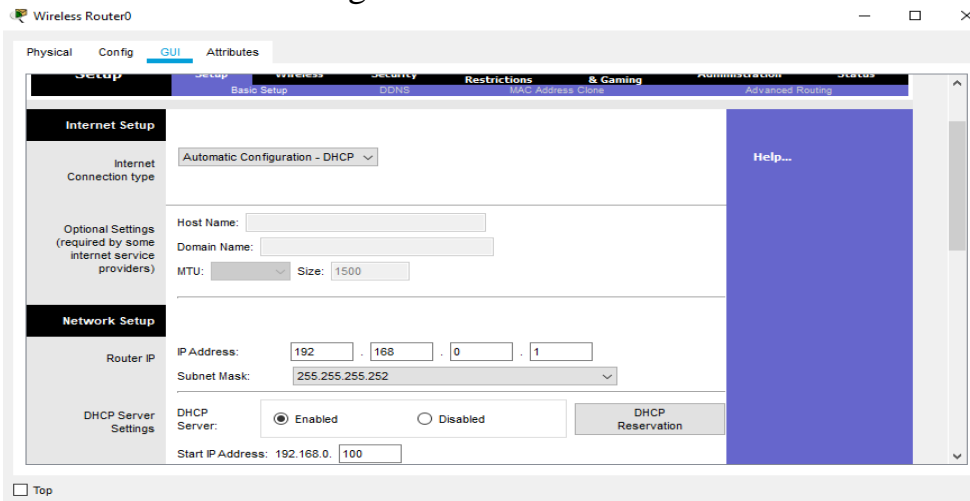 Wireless Router0
Physical Config GUI Attributes
Setup Setup Wireless Security Restrictions & Gaming Administration Status
Basic Setup DDNS MAC Address Clone Advanced Routing
Internet Setup
Help...
Internet Connection type
Automatic Configuration - DHCP
Optional Settings
(required by some
internet service
providers)
Host Name:
Domain Name:
MTU: Size: 1500
Network Setup
Router IP
IP Address: 192 . 168 . 0 . 1
Subnet Mask: 255.255.255.252
DHCP Server
Settings
DHCP
Server:
Enabled Disabled
DHCP
Reservation
Start IP Address: 192.168.0. 100
Top